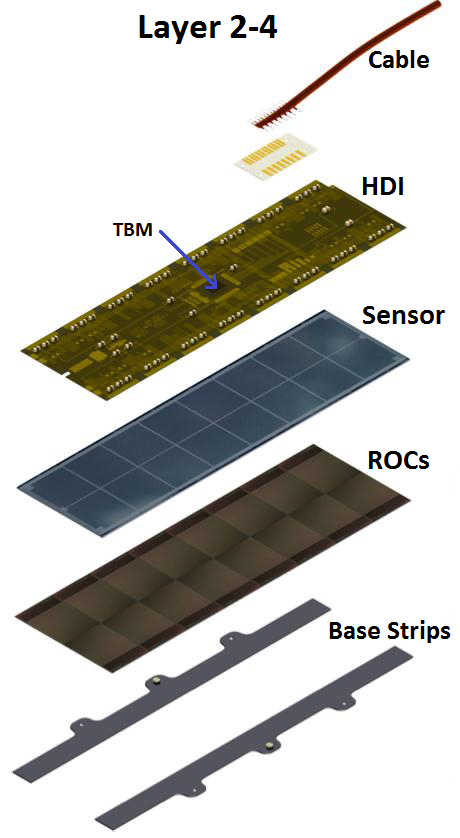 Layer 2-4
Cable
HDI
TBM
Sensor
ROCs
Base Strips